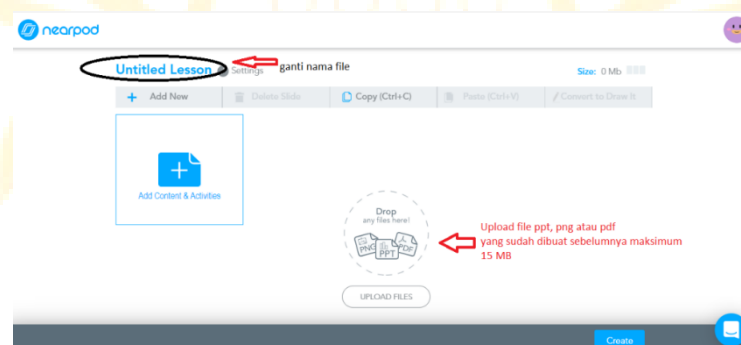 nearpod
Untitled Lesson Settings ganti nama file
Size: 0 Mb
+ Add New Delete Slide Copy (Ctrl+C) Paste (Ctrl+V) Convert to Draw It
Add Content & Activities
Drop
any files here!
PNG PPT PDF
Upload file ppt, png atau pdf
yang sudah dibuat sebelumnya maksimum
15 MB
UPLOAD FILES
Create